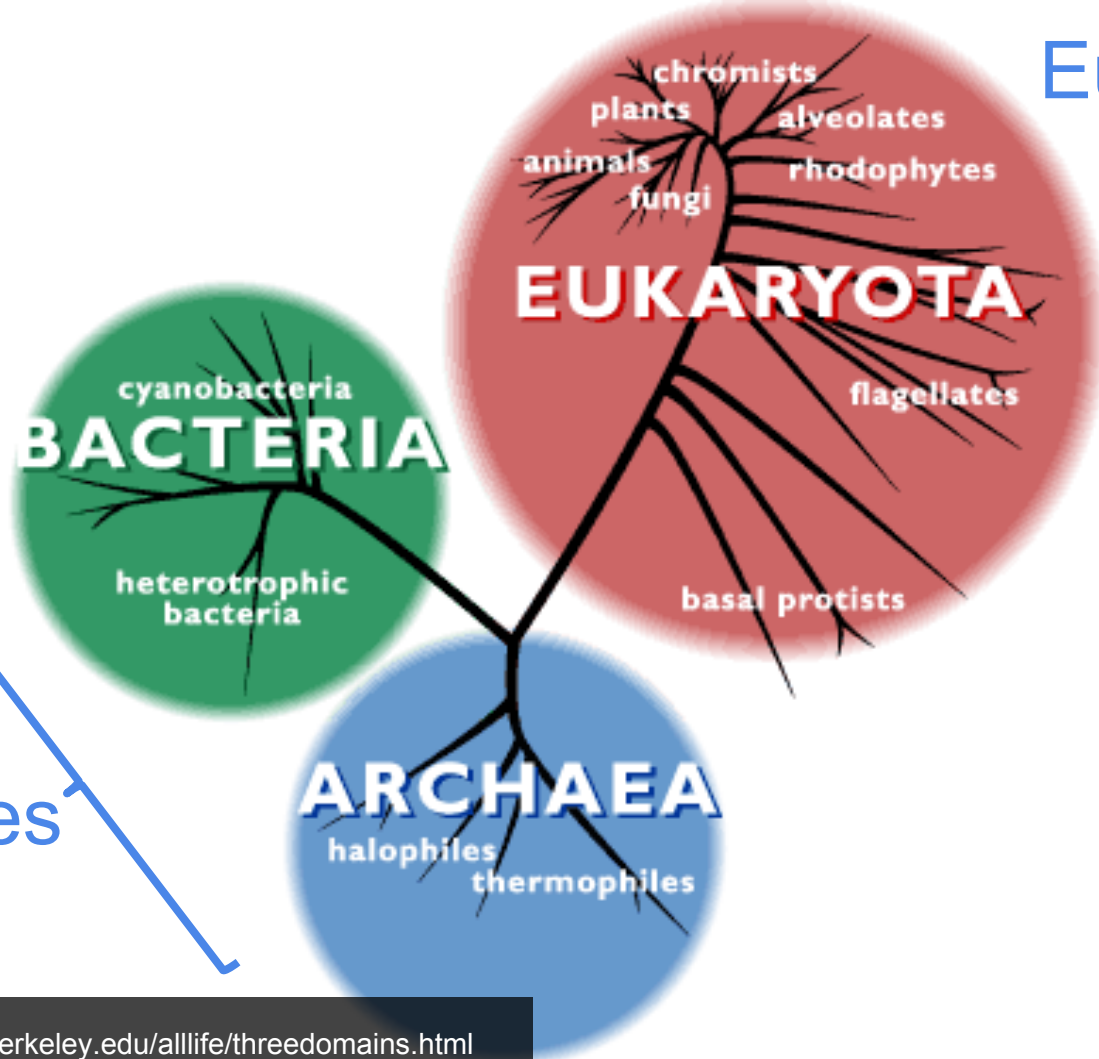 Eu
chromists
plants
alveolates
animals
rhodophytes
fungi
EUKARYOTA
cyanobacteria
BACTERIA
flagellates
heterotrophic
bacteria
basal protists
ARCHAEA
es
halophiles
thermophiles
erkeley.edu/alllife/threedomains.html